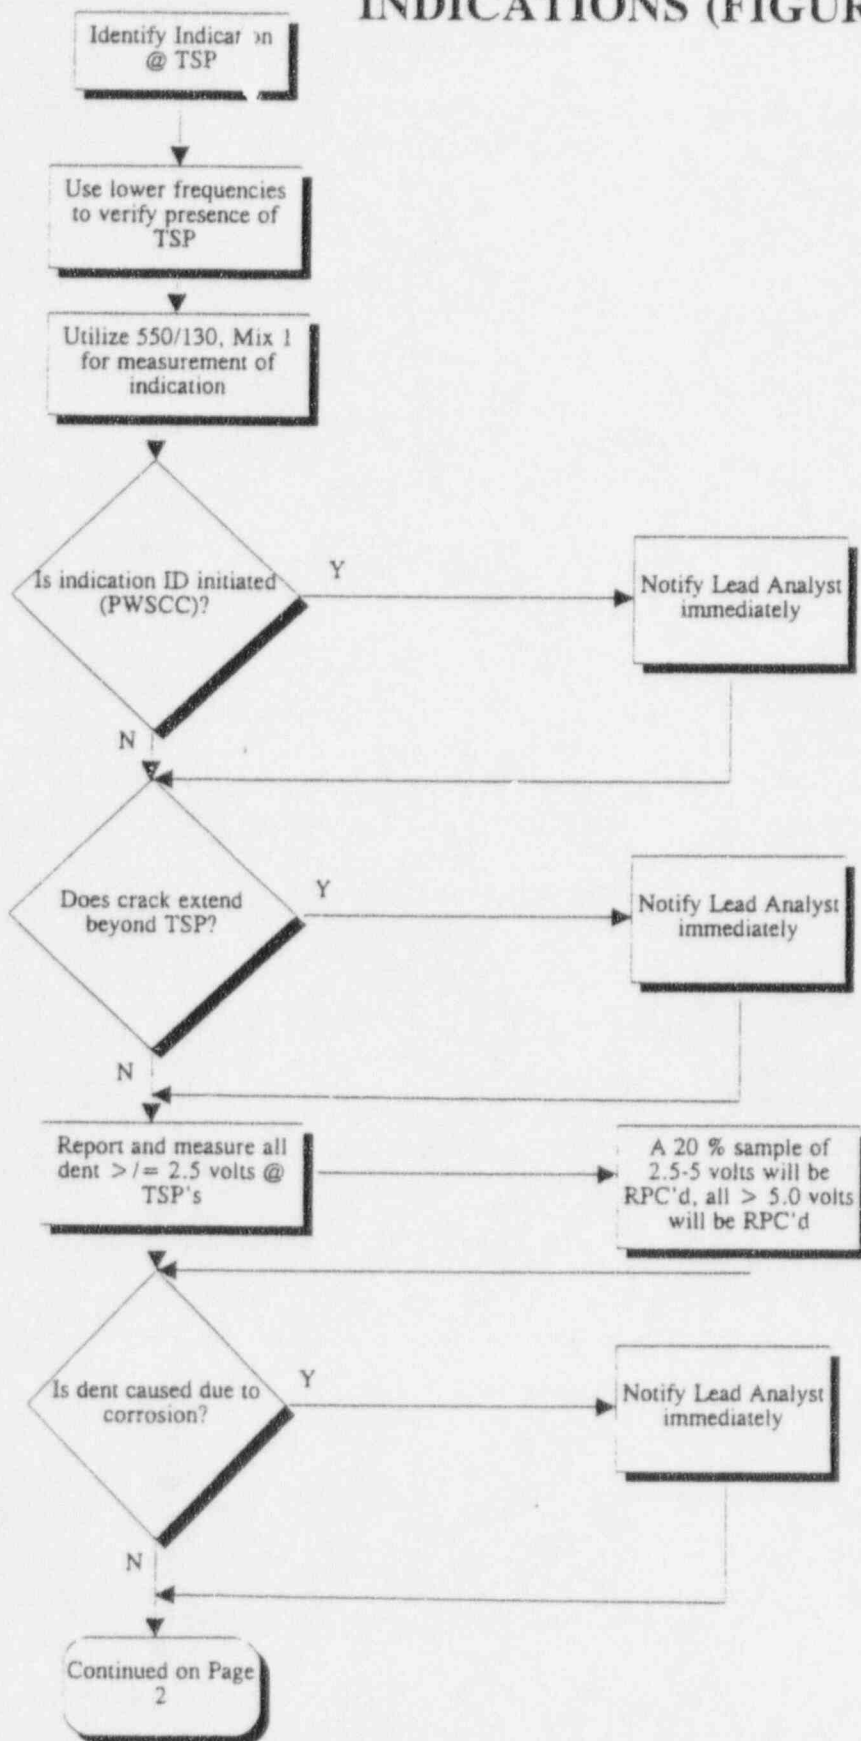 INDICATIONS (FIGUR
Identify Indicat on
@ TSP
Use lower frequencies
to verify presence of
TSP
Utilize 550/130, Mix 1
for measurement of
indication
Is indication ID initiated
(PWSCC)?
Y
Notify Lead Analyst
immediately
N
Does crack extend
beyond TSP?
Y
Notify Lead Analyst
immediately
N
Report and measure all
dent >/= 2.5 volts @
TSP's
A 20 % sample of
2.5-5 volts will be
RPC'd, all > 5.0 volts
will be RPC'd
Is dent caused due to
corrosion?
Y
Notify Lead Analyst
immediately
N
Continued on Page
2